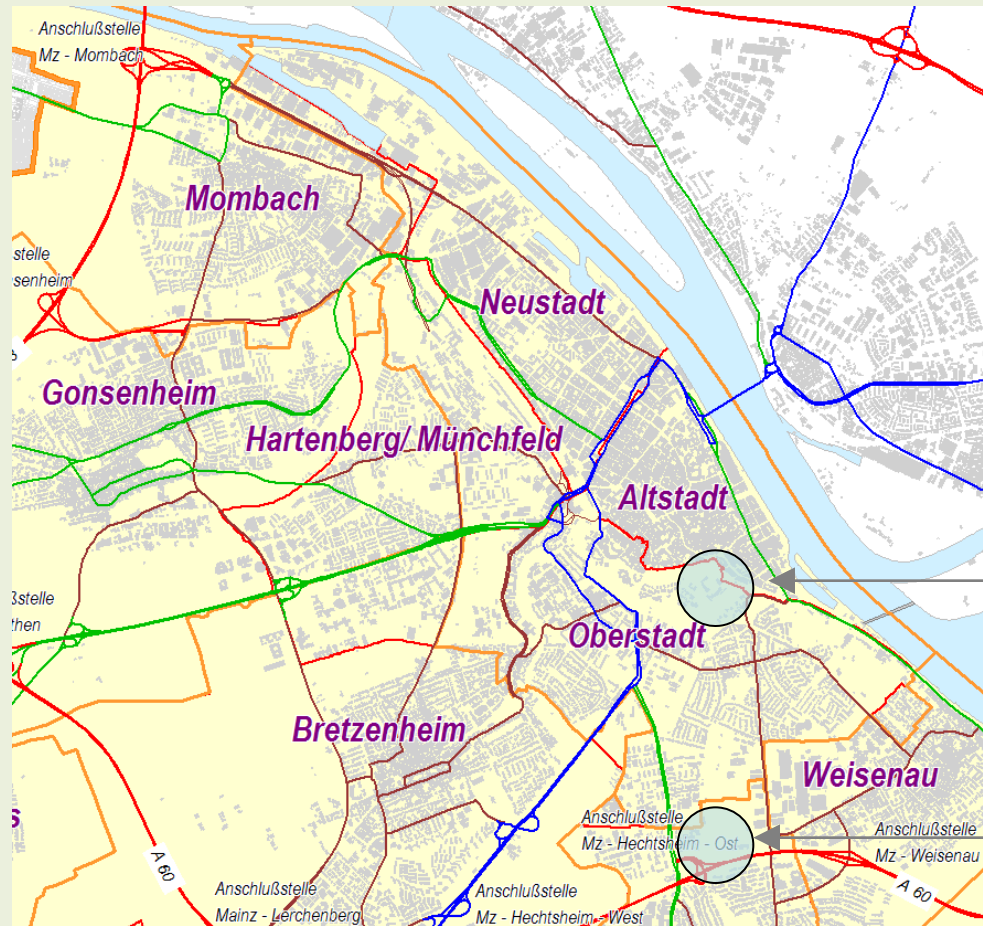 Anschlußstelle
Mz - Mombach
Mombach
stelle
senheim
Neustadt
Gonsenheim
Hartenberg/ Münchfeld
Altstadt
ßstelle
then
Oberstadt
Bretzenheim
Weisenau
s
Anschlußstelle
Mz - Hechtsheim - Ost
Anschlußstelle
Mz - Weisenau
A 60
A 60
Anschlußstelle
Mainz - Lerchenberg
Anschlußstelle
Mz - Hechtsheim - West